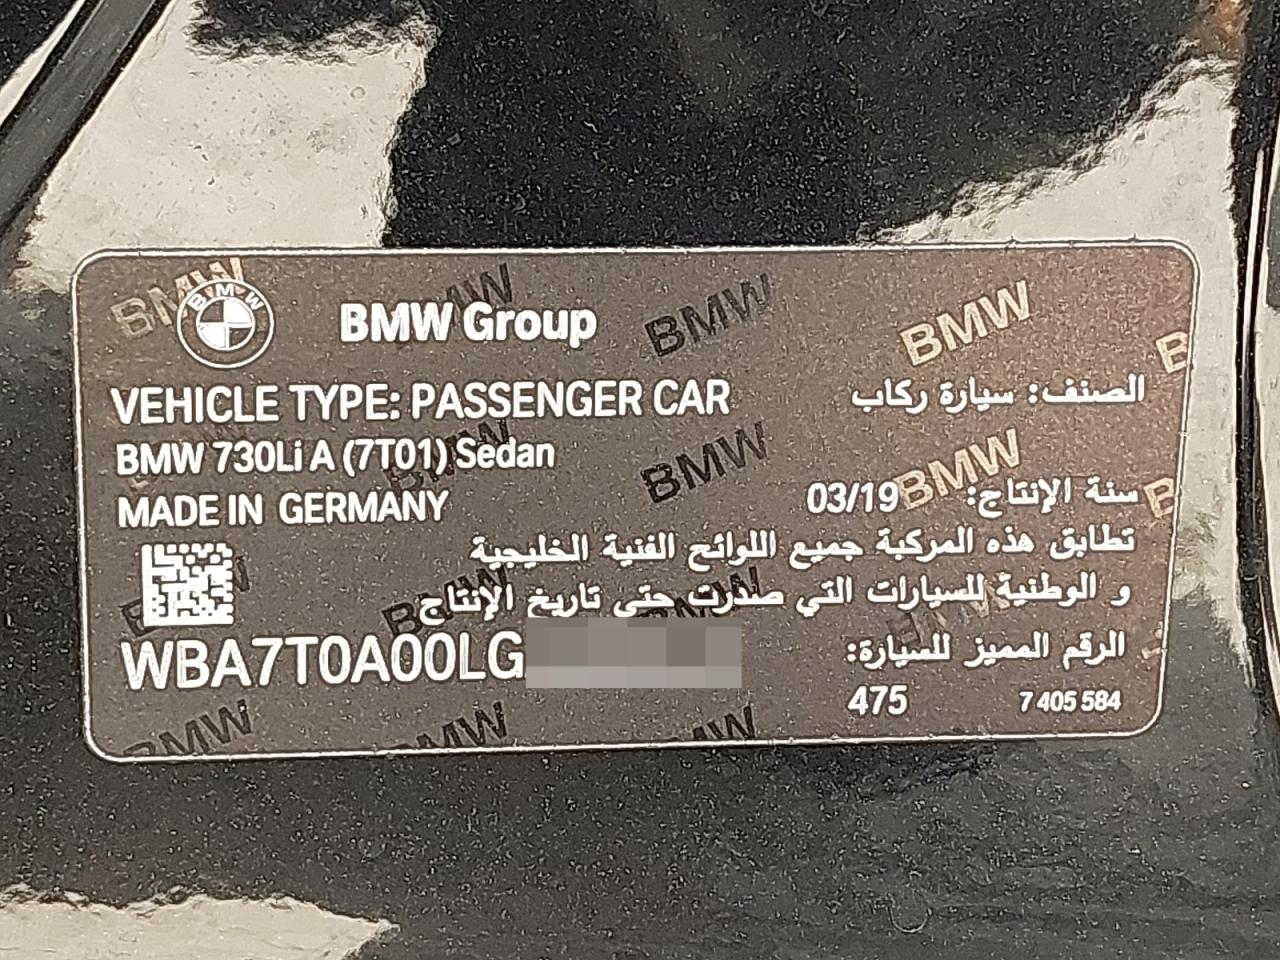 BMW Group
VEHICLE TYPE: PASSENGER CAR
الصنف: سيارة ركاب
BMW 730Li A (7T01) Sedan
MADE IN GERMANY
سنة الإنتاج: 03/19
تطابق هذه المركبة جميع اللوائح الفنية الخليجية
و الوطنية للسيارات التي صدرت حتى تاريخ الإنتاج
الرقم المميز للسيارة:
WBA7T0A00LG
475
7 405 584